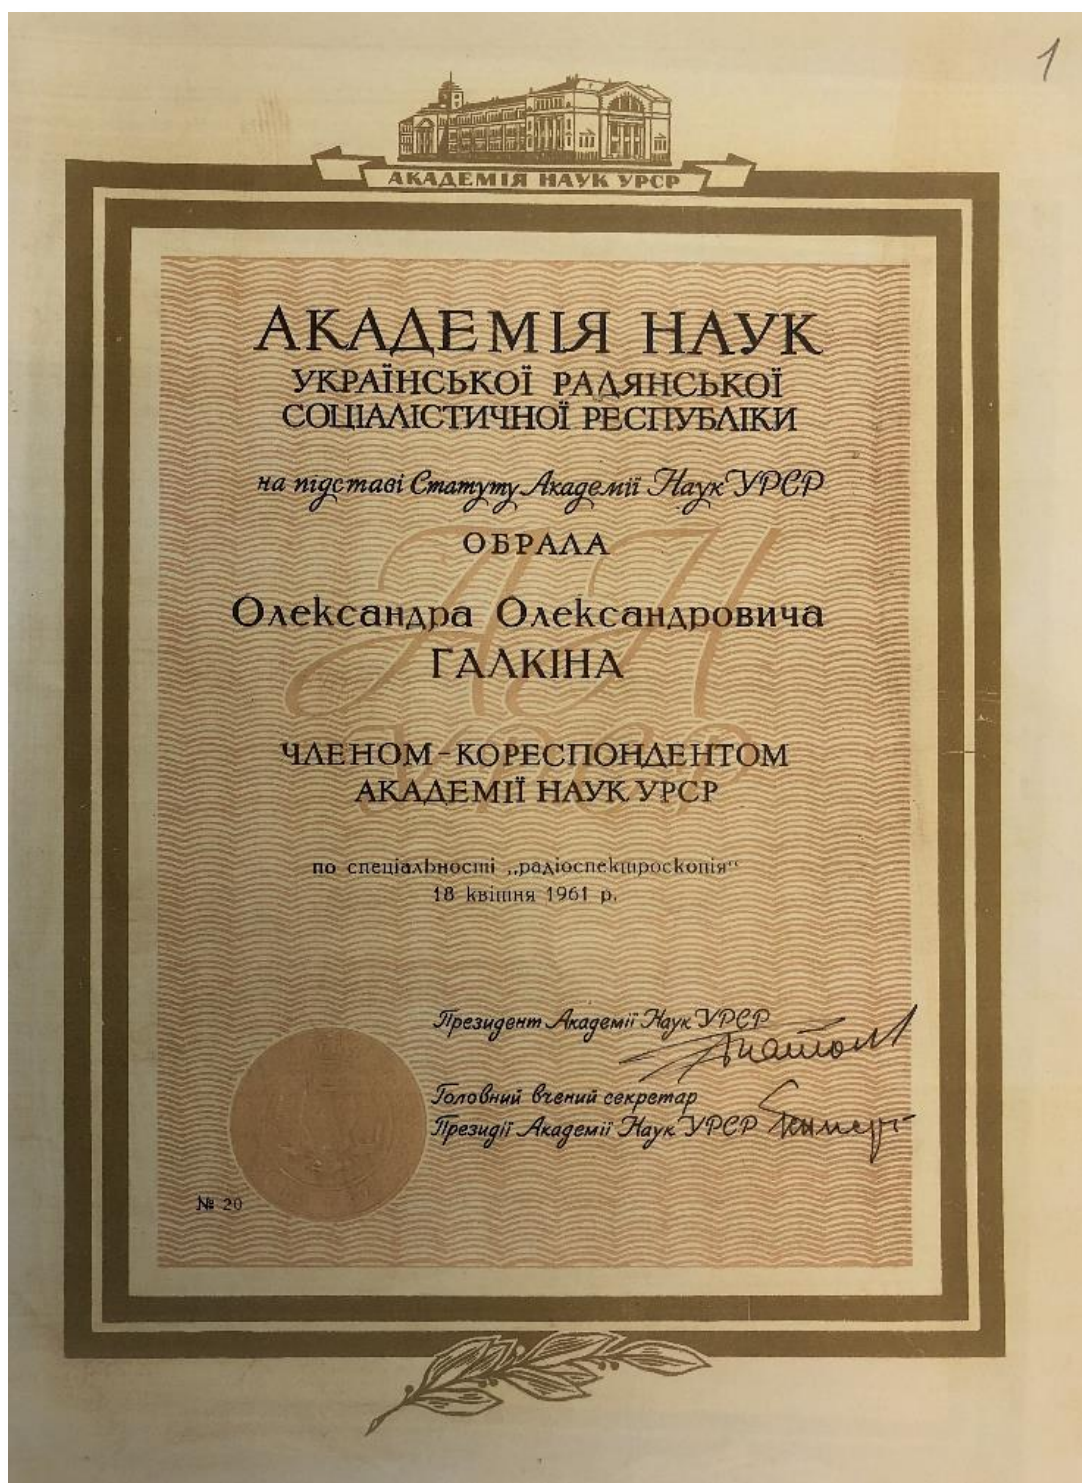 1
АКАДЕМІЯ НАУК УРСР
АКАДЕМІЯ НАУК
УКРАЇНСЬКОЇ РАДЯНСЬКОЇ
СОЦІАЛІСТИЧНОЇ РЕСПУБЛІКИ
на підставі Статуту Академії Наук УРСР
ОБРАЛА
Олександра Олександровича
ГАЛКІНА
ЧЛЕНОМ-КОРЕСПОНДЕНТОМ
АКАДЕМІЇ НАУК УРСР
по спеціальності „радіоспектроскопія“
18 квітня 1961 р.
Президент Академії Наук УРСР
Головний вчений секретар
Президії Академії Наук УРСР
№ 20
АН
УРСР